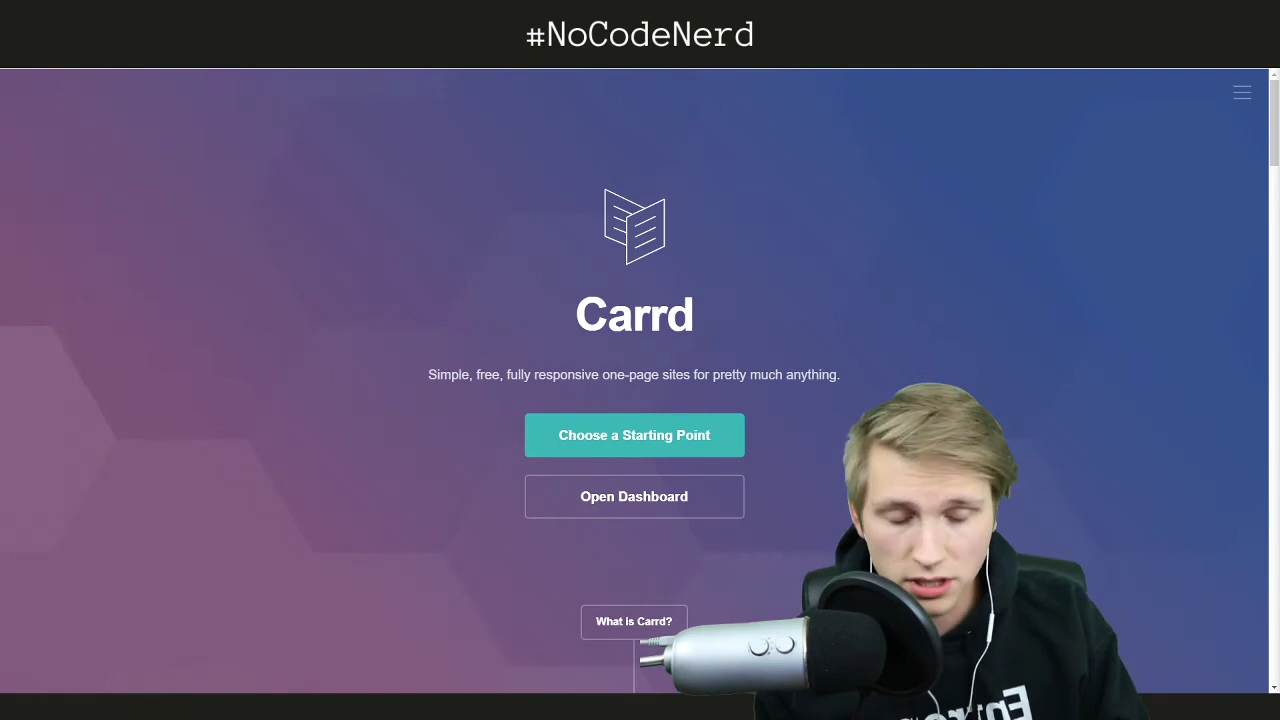 #NoCodeNerd
Carrd
Simple, free, fully responsive one-page sites for pretty much anything.
Choose a Starting Point
Open Dashboard
What is Carrd?